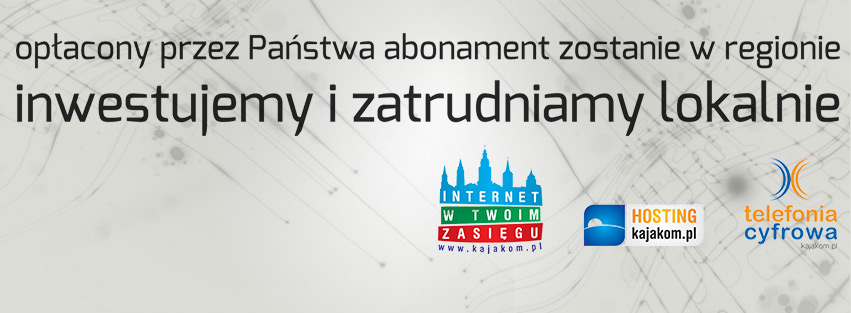 opłacony przez Państwa abonament zostanie w regionie
inwestujemy i zatrudniamy lokalnie
INTERNET
W TWOIM
ZASIĘGU
www.kajakom.pl
HOSTING
kajakom.pl
telefonia
cyfrowa
kajakom.pl